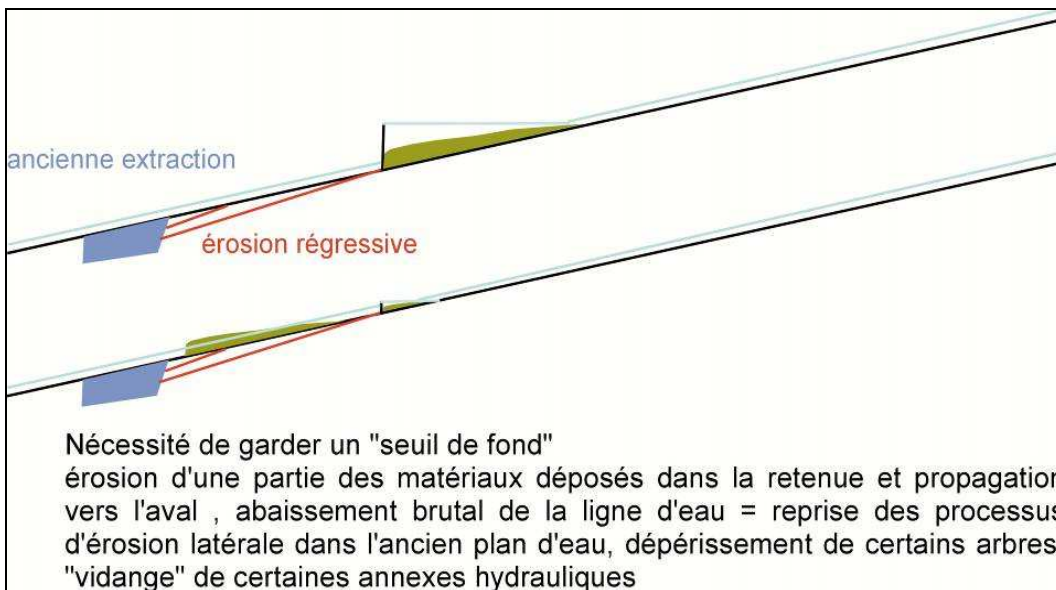 ancienne extraction
érosion régressive
Nécessité de garder un "seuil de fond"
érosion d'une partie des matériaux déposés dans la retenue et propagation
vers l'aval , abaissement brutal de la ligne d'eau = reprise des processus
d'érosion latérale dans l'ancien plan d'eau, dépérissement de certains arbres
"vidange" de certaines annexes hydrauliques